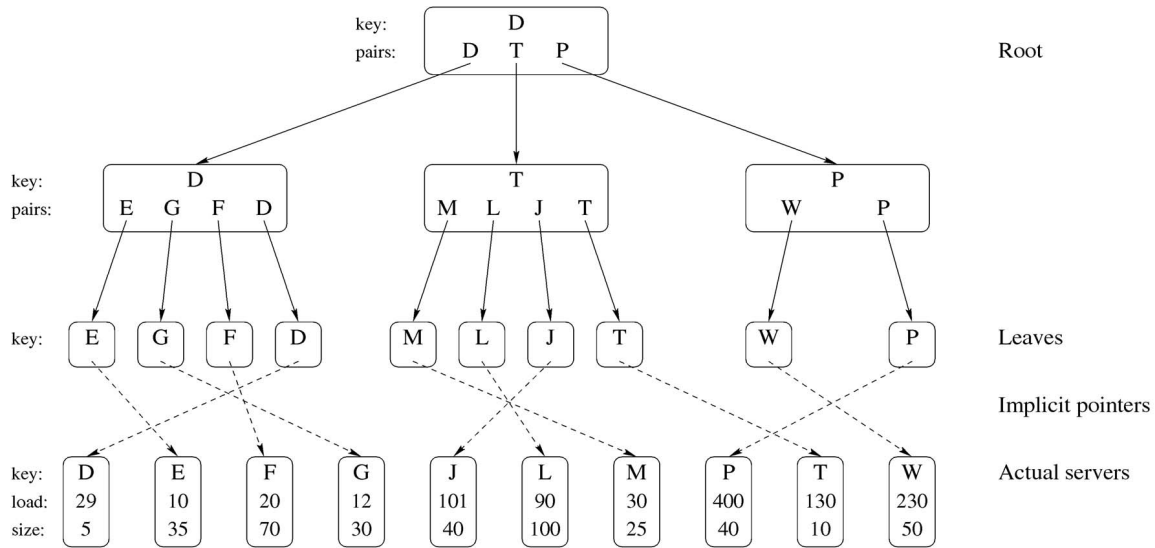 key: D
pairs: D T P Root
key: D T P
pairs: E G F D M L J T W P
key: E G F D M L J T W P Leaves
Implicit pointers
key: D E F G J L M P T W Actual servers
load: 29 10 20 12 101 90 30 400 130 230
size: 5 35 70 30 40 100 25 40 10 50